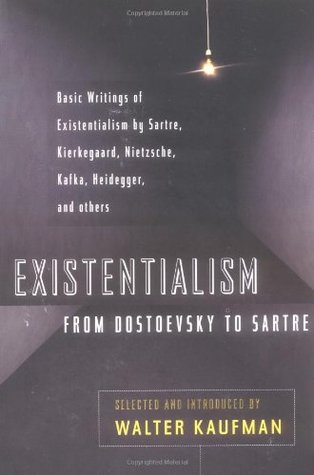 Basic Writings of
Existentialism by Sartre,
Kierkegaard, Nietzsche,
Kafka, Heidegger,
and others
EXISTENTIALISM
FROM DOSTOEVSKY TO SARTRE
SELECTED AND INTRODUCED BY
WALTER KAUFMAN